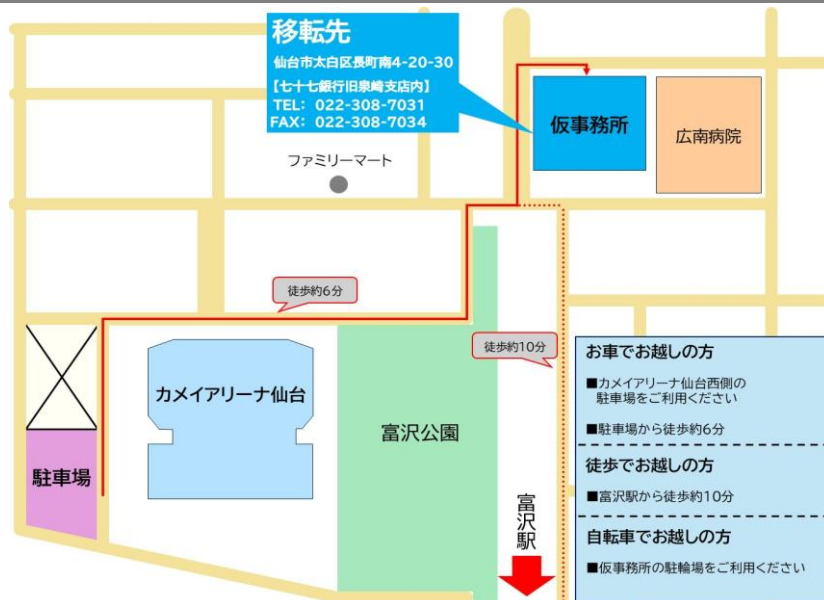 移転先
仙台市太白区長町南4-20-30
【七十七銀行旧泉崎支店内】
TEL: 022-308-7031
FAX: 022-308-7034
仮事務所
広南病院
ファミリーマート
徒歩約6分
徒歩約10分
カメイアリーナ仙台
富沢公園
駐車場
富沢駅
お車でお越しの方
■カメイアリーナ仙台西側の
駐車場をご利用ください
■駐車場から徒歩約6分
徒歩でお越しの方
■富沢駅から徒歩約10分
自転車でお越しの方
■仮事務所の駐輪場をご利用ください